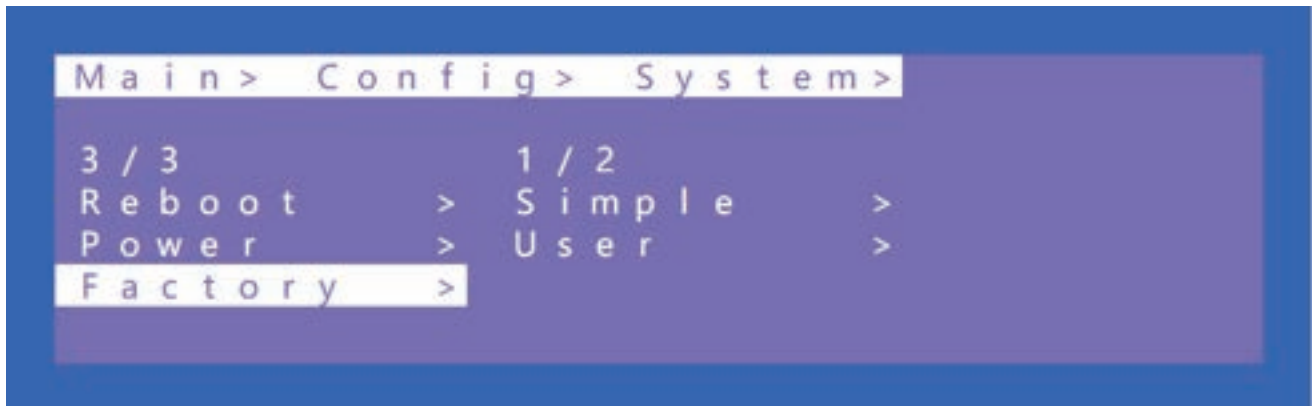 Main> Config> System>
3/3 1/2
Reboot > Simple >
Power > User >
Factory >